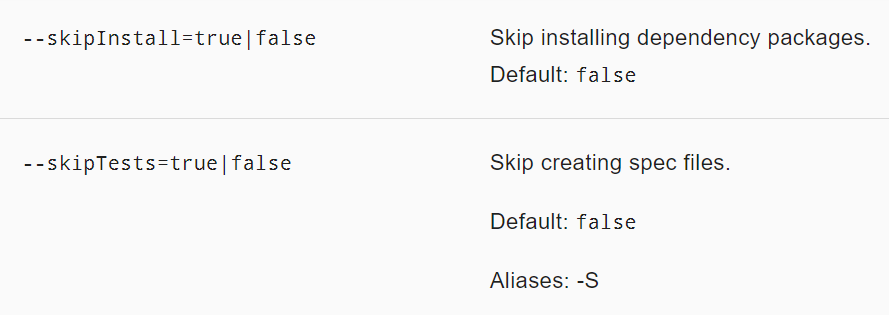 --skipInstall=true|false
Skip installing dependency packages.
Default: false
--skipTests=true|false
Skip creating spec files.
Default: false
Aliases: -S